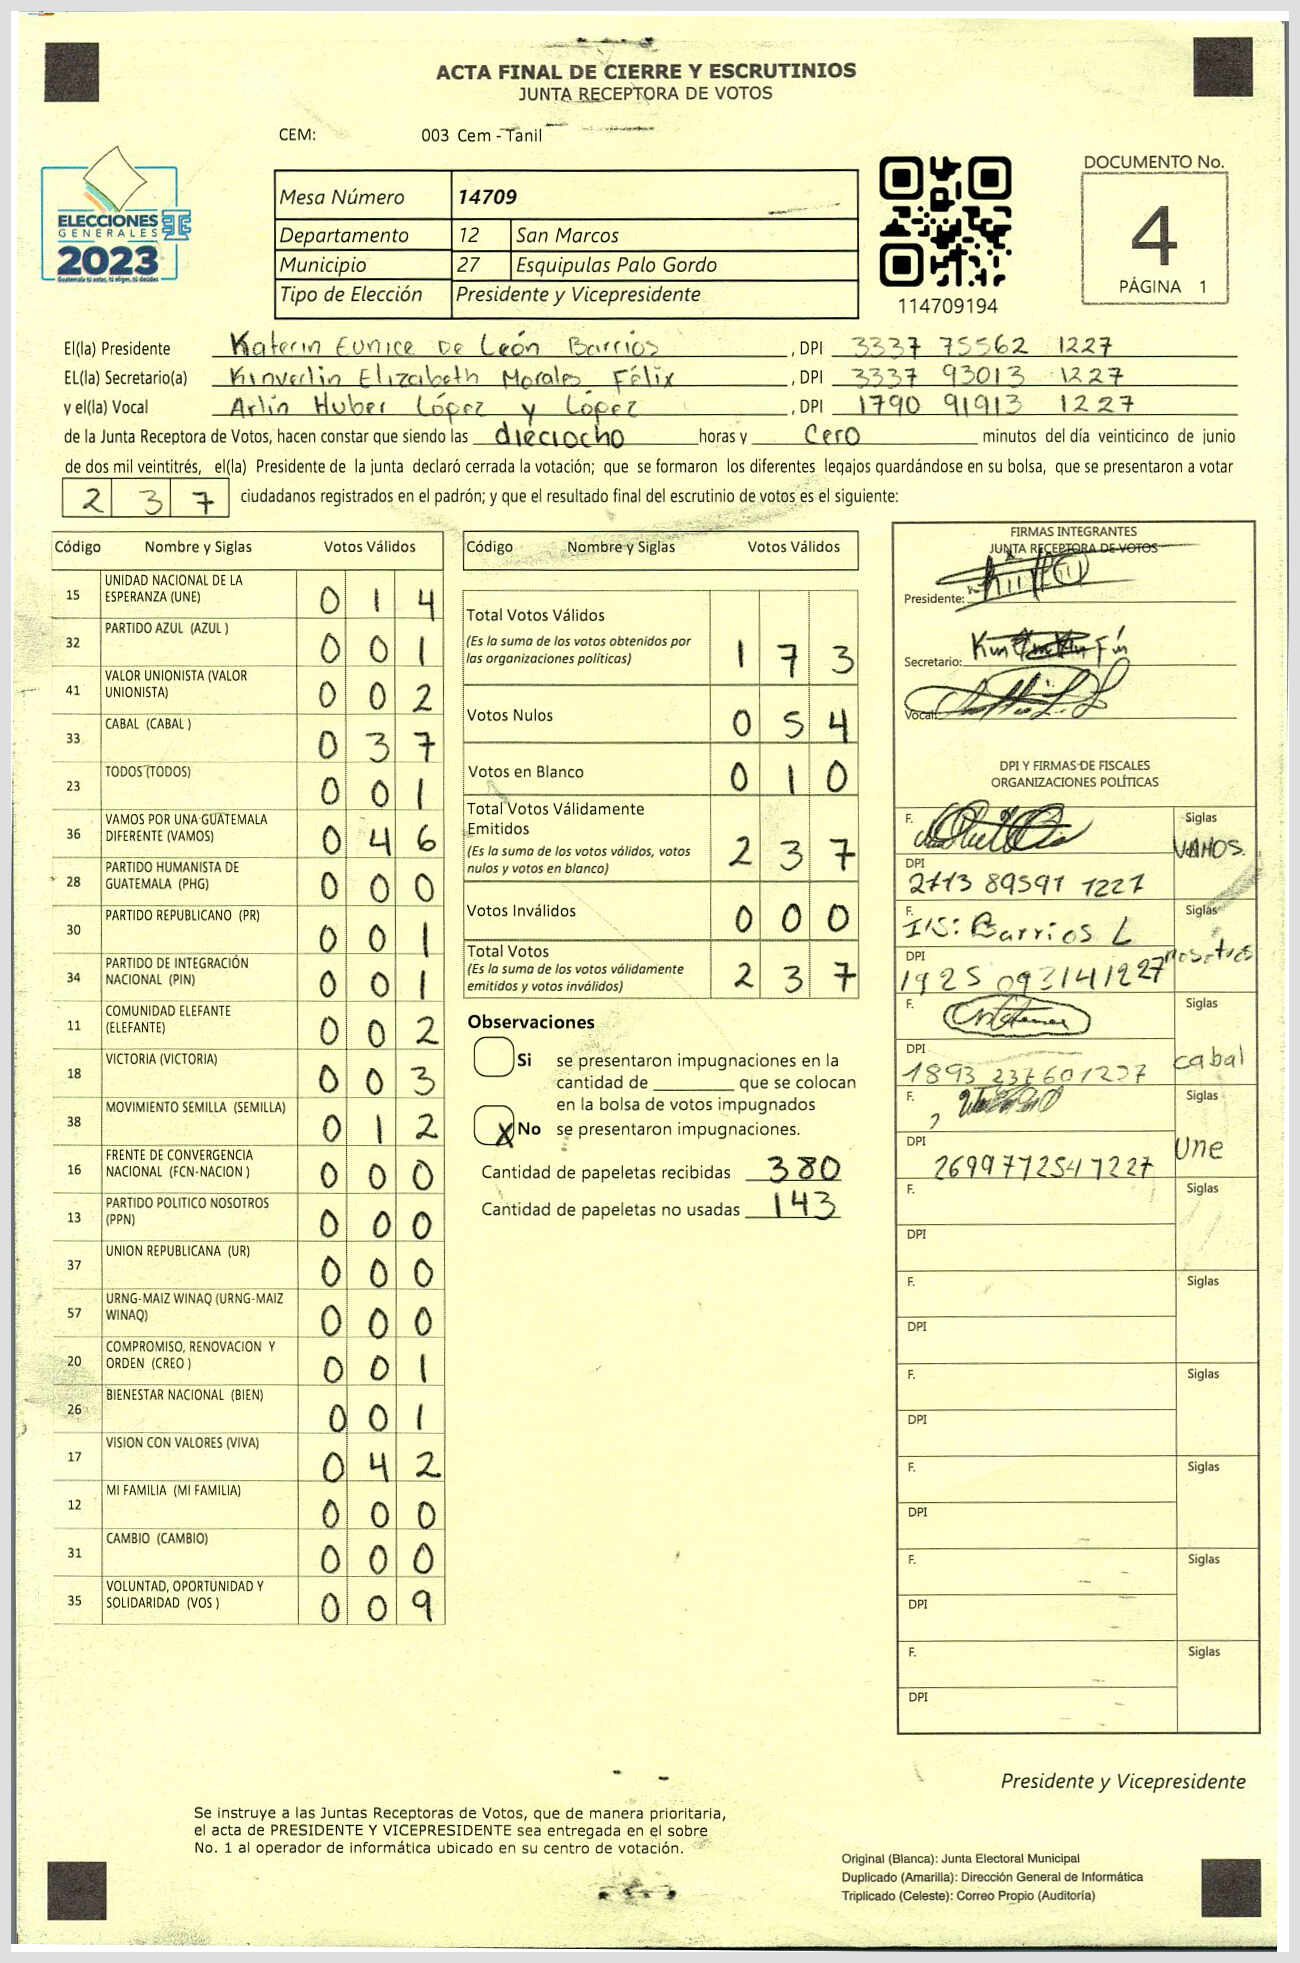 ACTA FINAL DE CIERRE Y ESCRUTINIOS
JUNTA RECEPTORA DE VOTOS
CEM: 003 Cem - Tanil
ELECCIONES
GENERALES
2023
Guatemala tú votas, tú eliges, tú decides
Mesa Número 14709
Departamento 12 San Marcos
Municipio 27 Esquipulas Palo Gordo
Tipo de Elección Presidente y Vicepresidente
114709194
DOCUMENTO No.
4
PÁGINA 1
El(la) Presidente Katerin Eunice De León Barrios , DPI 3337 75562 1227
EL(la) Secretario(a) Kinverlin Elizabeth Morales Félix , DPI 3337 93013 1227
y el(la) Vocal Arlin Huber López y López , DPI 1790 91913 1227
de la Junta Receptora de Votos, hacen constar que siendo las dieciocho horas y cero minutos del día veinticinco de junio
de dos mil veintitrés, el(la) Presidente de la junta declaró cerrada la votación; que se formaron los diferentes legajos guardándose en su bolsa, que se presentaron a votar
2 3 7 ciudadanos registrados en el padrón; y que el resultado final del escrutinio de votos es el siguiente:
Código Nombre y Siglas Votos Válidos
15 UNIDAD NACIONAL DE LA
ESPERANZA (UNE) 0 1 4
32 PARTIDO AZUL (AZUL ) 0 0 1
41 VALOR UNIONISTA (VALOR
UNIONISTA) 0 0 2
33 CABAL (CABAL ) 0 3 7
23 TODOS (TODOS) 0 0 1
36 VAMOS POR UNA GUATEMALA
DIFERENTE (VAMOS) 0 4 6
28 PARTIDO HUMANISTA DE
GUATEMALA (PHG) 0 0 0
30 PARTIDO REPUBLICANO (PR) 0 0 1
34 PARTIDO DE INTEGRACIÓN
NACIONAL (PIN) 0 0 1
11 COMUNIDAD ELEFANTE
(ELEFANTE) 0 0 2
18 VICTORIA (VICTORIA) 0 0 3
38 MOVIMIENTO SEMILLA (SEMILLA) 0 1 2
16 FRENTE DE CONVERGENCIA
NACIONAL (FCN-NACION ) 0 0 0
13 PARTIDO POLITICO NOSOTROS
(PPN) 0 0 0
37 UNION REPUBLICANA (UR) 0 0 0
57 URNG-MAIZ WINAQ (URNG-MAIZ
WINAQ) 0 0 0
20 COMPROMISO, RENOVACION Y
ORDEN (CREO ) 0 0 1
26 BIENESTAR NACIONAL (BIEN) 0 0 1
17 VISION CON VALORES (VIVA) 0 4 2
12 MI FAMILIA (MI FAMILIA) 0 0 0
31 CAMBIO (CAMBIO) 0 0 0
35 VOLUNTAD, OPORTUNIDAD Y
SOLIDARIDAD (VOS ) 0 0 9
Código Nombre y Siglas Votos Válidos
Total Votos Válidos
(Es la suma de los votos obtenidos por
las organizaciones políticas) 1 7 3
Votos Nulos 0 5 4
Votos en Blanco 0 1 0
Total Votos Válidamente
Emitidos
(Es la suma de los votos válidos, votos
nulos y votos en blanco) 2 3 7
Votos Inválidos 0 0 0
Total Votos
(Es la suma de los votos válidamente
emitidos y votos inválidos) 2 3 7
Observaciones
Si se presentaron impugnaciones en la
cantidad de ________ que se colocan
en la bolsa de votos impugnados
X No se presentaron impugnaciones.
Cantidad de papeletas recibidas 380
Cantidad de papeletas no usadas 143
FIRMAS INTEGRANTES
JUNTA RECEPTORA DE VOTOS
Presidente:
Secretario:
Vocal:
DPI Y FIRMAS DE FISCALES
ORGANIZACIONES POLÍTICAS
F. Siglas
VAMOS.
DPI
2713 89591 1227
F. Siglas
Barrios L
DPI nosotros
1925 093141227
F. Siglas
DPI cabal
1893 237601227
F. Siglas
DPI Une
2699772541227
F. Siglas
DPI
F. Siglas
DPI
F. Siglas
DPI
F. Siglas
DPI
F. Siglas
DPI
F. Siglas
DPI
Presidente y Vicepresidente
Se instruye a las Juntas Receptoras de Votos, que de manera prioritaria,
el acta de PRESIDENTE Y VICEPRESIDENTE sea entregada en el sobre
No. 1 al operador de informática ubicado en su centro de votación.
Original (Blanca): Junta Electoral Municipal
Duplicado (Amarilla): Dirección General de Informática
Triplicado (Celeste): Correo Propio (Auditoría)